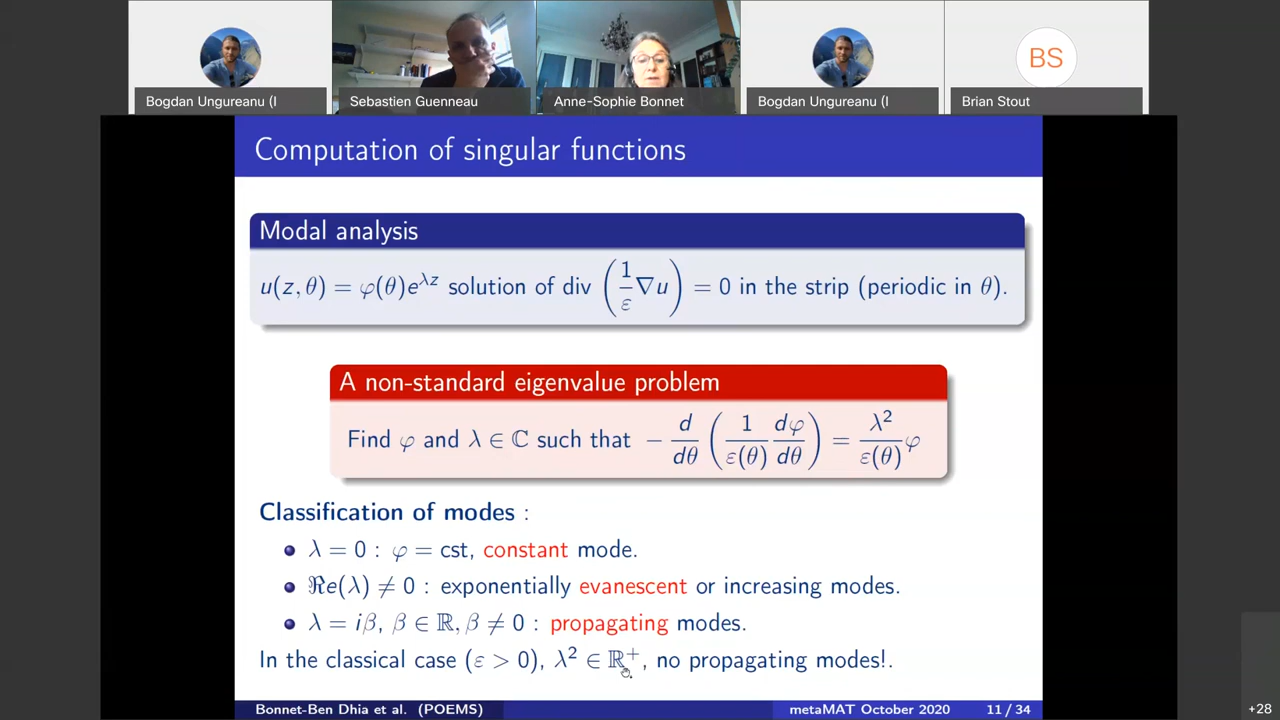 Bogdan Ungureanu (I
Sebastien Guenneau
Anne-Sophie Bonnet
Bogdan Ungureanu (I
BS
Brian Stout
Computation of singular functions
Modal analysis
u(z, θ) = φ(θ)e^{λz} solution of div (1/ε ∇u) = 0 in the strip (periodic in θ).
A non-standard eigenvalue problem
Find φ and λ ∈ ℂ such that − d/dθ (1/ε(θ) dφ/dθ) = λ²/ε(θ) φ
Classification of modes :
• λ = 0 : φ = cst, constant mode.
• ℜe(λ) ≠ 0 : exponentially evanescent or increasing modes.
• λ = iβ, β ∈ ℝ, β ≠ 0 : propagating modes.
In the classical case (ε > 0), λ² ∈ ℝ⁺, no propagating modes!.
Bonnet-Ben Dhia et al. (POEMS)
metaMAT October 2020
11 / 34
+28